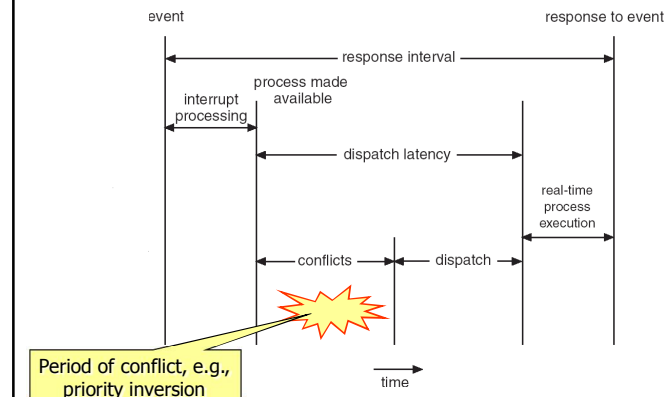 event
response to event
response interval
process made
available
interrupt
processing
dispatch latency
real-time
process
execution
conflicts
dispatch
Period of conflict, e.g.,
priority inversion
time